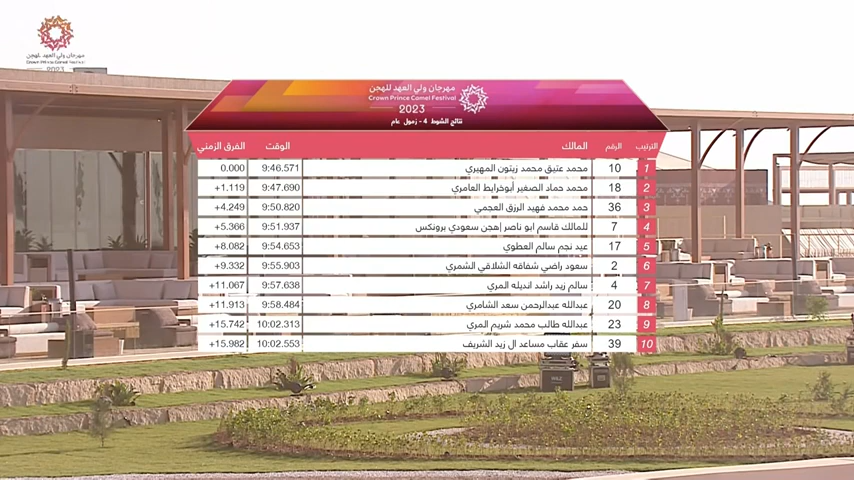 مهرجان ولي العهد للهجن
Crown Prince Camel Festival
2023
مهرجان ولي العهد للهجن
Crown Prince Camel Festival
2023
نتائج الشوط 4 - زمول عام
الترتيب الرقم المالك الوقت الفرق الزمني
1 10 محمد عتيق محمد زيتون المهيري 9:46.571 0.000
2 18 محمد حماد الصغير أبوخرايط العامري 9:47.690 +1.119
3 36 حمد محمد فهيد الرزق العجمي 9:50.820 +4.249
4 7 للمالك قاسم ابو ناصر إهجن سعودي برونكس 9:51.937 +5.366
5 17 عيد نجم سالم العطوي 9:54.653 +8.082
6 2 سعود راضي شفاقه الشلاقي الشمري 9:55.903 +9.332
7 4 سالم زيد راشد انديله المري 9:57.638 +11.067
8 20 عبدالله عبدالرحمن سعد الشامري 9:58.484 +11.913
9 23 عبدالله طالب محمد شريم المري 10:02.313 +15.742
10 39 سفر عقاب مساعد ال زيد الشريف 10:02.553 +15.982